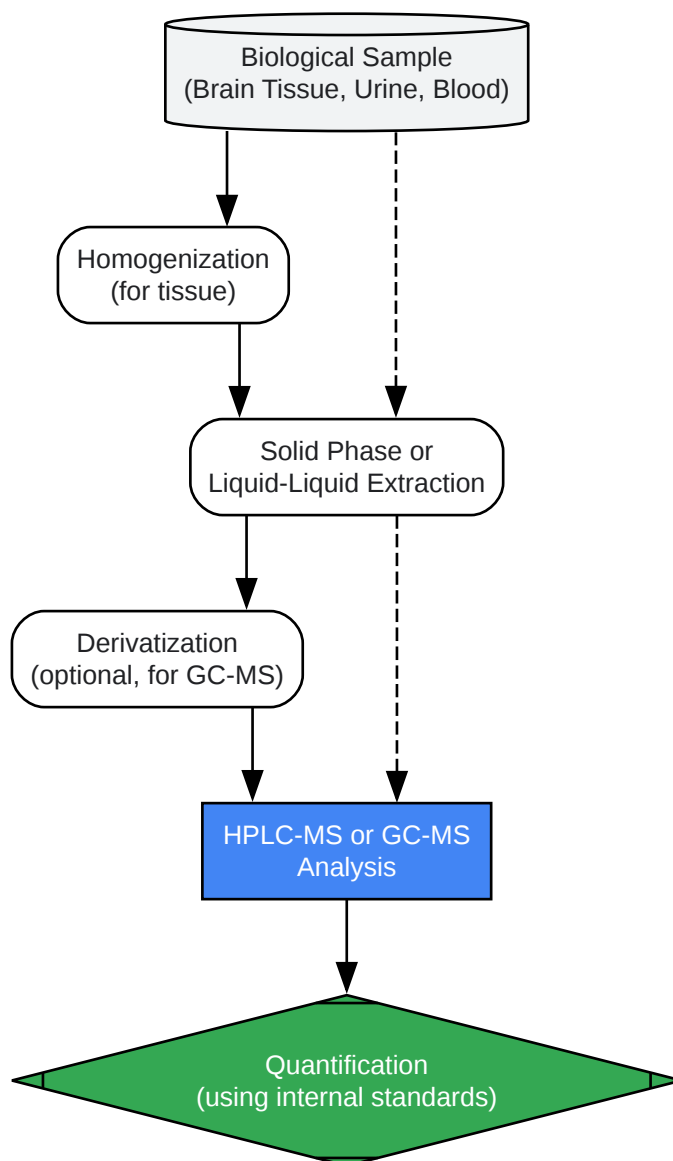 Biological Sample
(Brain Tissue, Urine, Blood)
Homogenization
(for tissue)
Solid Phase or
Liquid-Liquid Extraction
Derivatization
(optional, for GC-MS)
HPLC-MS or GC-MS
Analysis
Quantification
(using internal standards)